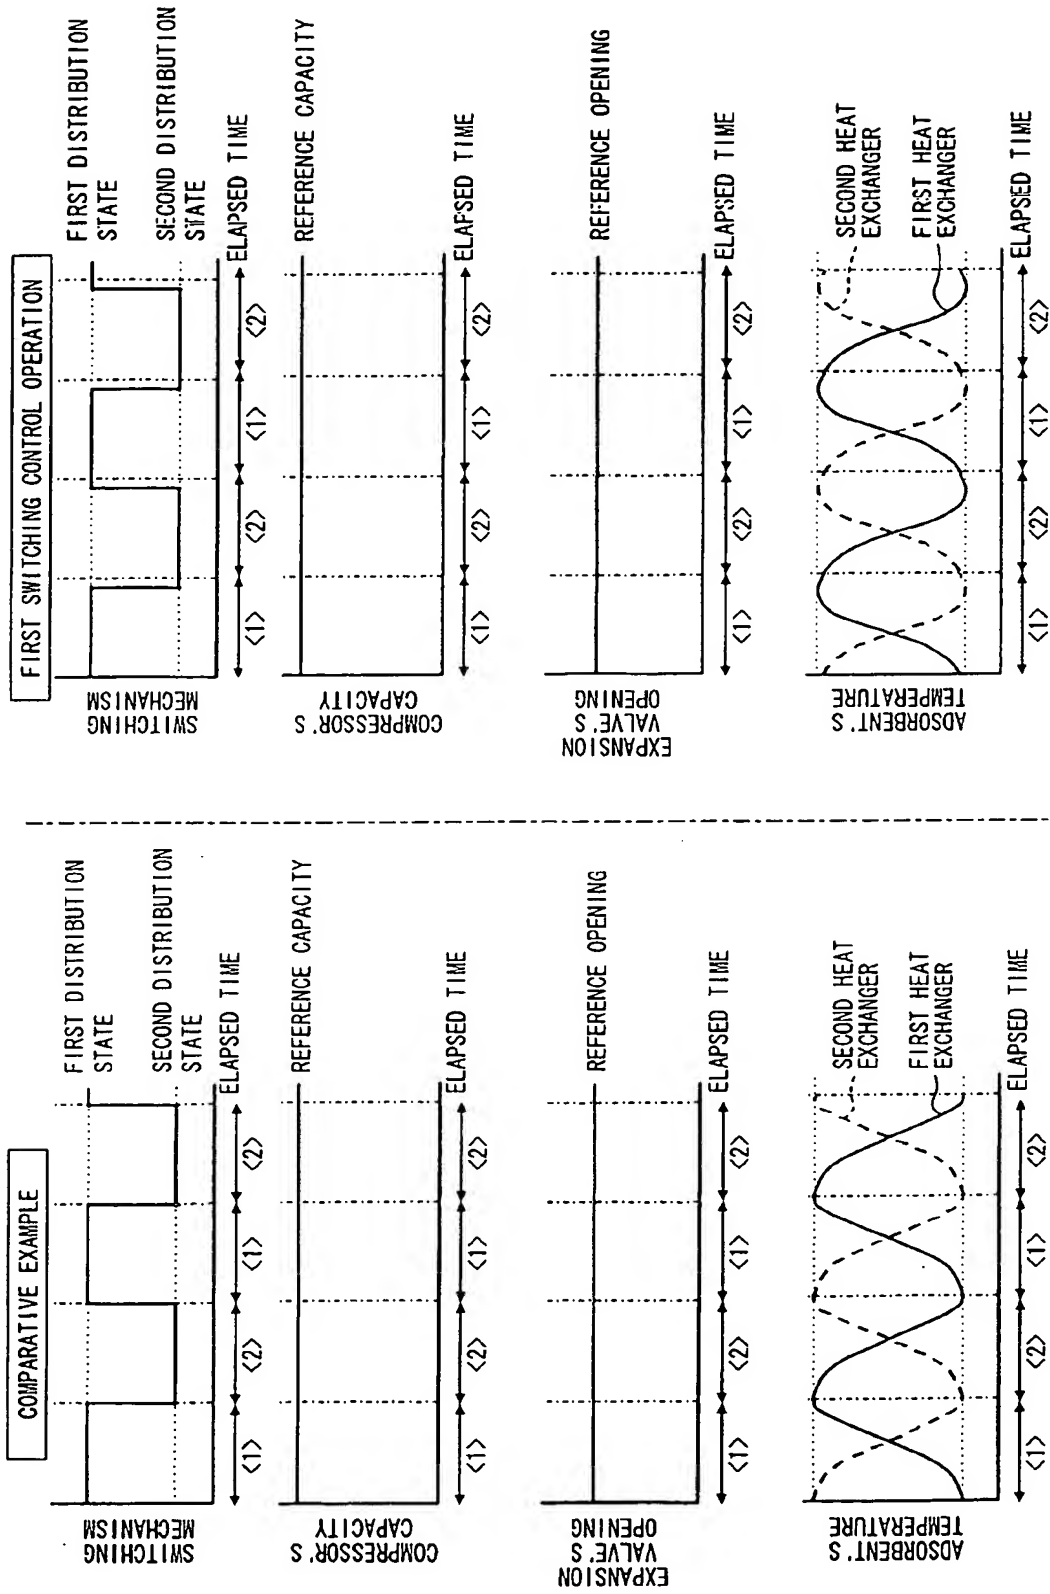 COMPARATIVE EXAMPLE
SWITCHING
MECHANISM
FIRST DISTRIBUTION
STATE
SECOND DISTRIBUTION
STATE
ELAPSED TIME
<1>
<2>
<1>
<2>
COMPRESSOR'S
CAPACITY
REFERENCE CAPACITY
ELAPSED TIME
<1>
<2>
<1>
<2>
EXPANSION
VALVE'S
OPENING
REFERENCE OPENING
ELAPSED TIME
<1>
<2>
<1>
<2>
ADSORBENT'S
TEMPERATURE
SECOND HEAT
EXCHANGER
FIRST HEAT
EXCHANGER
ELAPSED TIME
<1>
<2>
<1>
<2>
FIRST SWITCHING CONTROL OPERATION
SWITCHING
MECHANISM
FIRST DISTRIBUTION
STATE
SECOND DISTRIBUTION
STATE
ELAPSED TIME
<1>
<2>
<1>
<2>
COMPRESSOR'S
CAPACITY
REFERENCE CAPACITY
ELAPSED TIME
<1>
<2>
<1>
<2>
EXPANSION
VALVE'S
OPENING
REFERENCE OPENING
ELAPSED TIME
<1>
<2>
<1>
<2>
ADSORBENT'S
TEMPERATURE
SECOND HEAT
EXCHANGER
FIRST HEAT
EXCHANGER
ELAPSED TIME
<1>
<2>
<1>
<2>